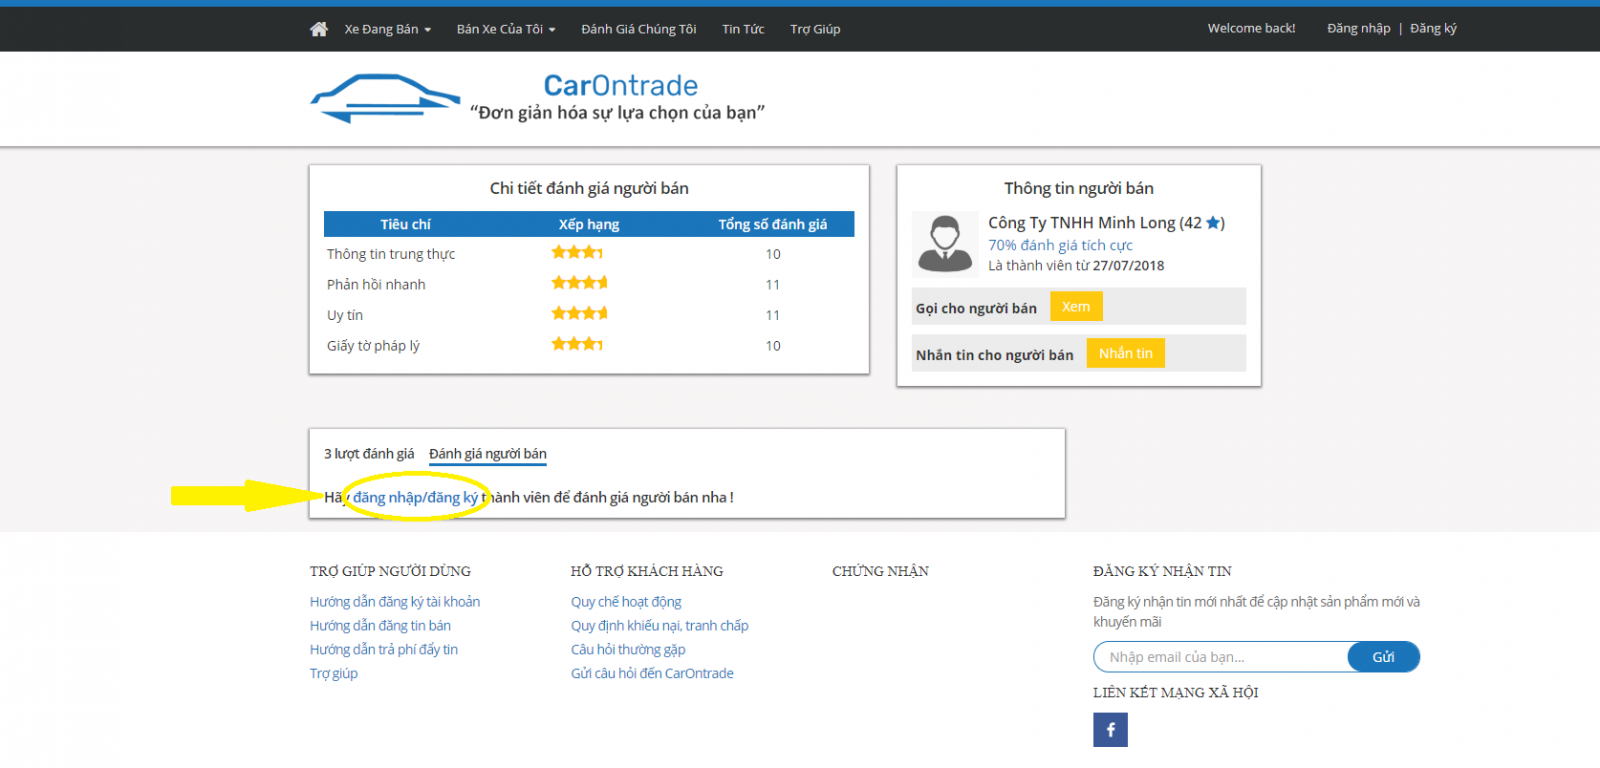 Xe Đang Bán Bán Xe Của Tôi Đánh Giá Chúng Tôi Tin Tức Trợ Giúp Welcome back! Đăng nhập | Đăng ký
CarOntrade
“Đơn giản hóa sự lựa chọn của bạn”
Chi tiết đánh giá người bán
Tiêu chí Xếp hạng Tổng số đánh giá
Thông tin trung thực 10
Phản hồi nhanh 11
Uy tín 11
Giấy tờ pháp lý 10
Thông tin người bán
Công Ty TNHH Minh Long (42 ★)
70% đánh giá tích cực
Là thành viên từ 27/07/2018
Gọi cho người bán Xem
Nhắn tin cho người bán Nhắn tin
3 lượt đánh giá Đánh giá người bán
Hãy đăng nhập/đăng ký thành viên để đánh giá người bán nha !
TRỢ GIÚP NGƯỜI DÙNG
Hướng dẫn đăng ký tài khoản
Hướng dẫn đăng tin bán
Hướng dẫn trả phí đẩy tin
Trợ giúp
HỖ TRỢ KHÁCH HÀNG
Quy chế hoạt động
Quy định khiếu nại, tranh chấp
Câu hỏi thường gặp
Gửi câu hỏi đến CarOntrade
CHỨNG NHẬN
ĐĂNG KÝ NHẬN TIN
Đăng ký nhận tin mới nhất để cập nhật sản phẩm mới và
khuyến mãi
Nhập email của bạn... Gửi
LIÊN KẾT MẠNG XÃ HỘI
f